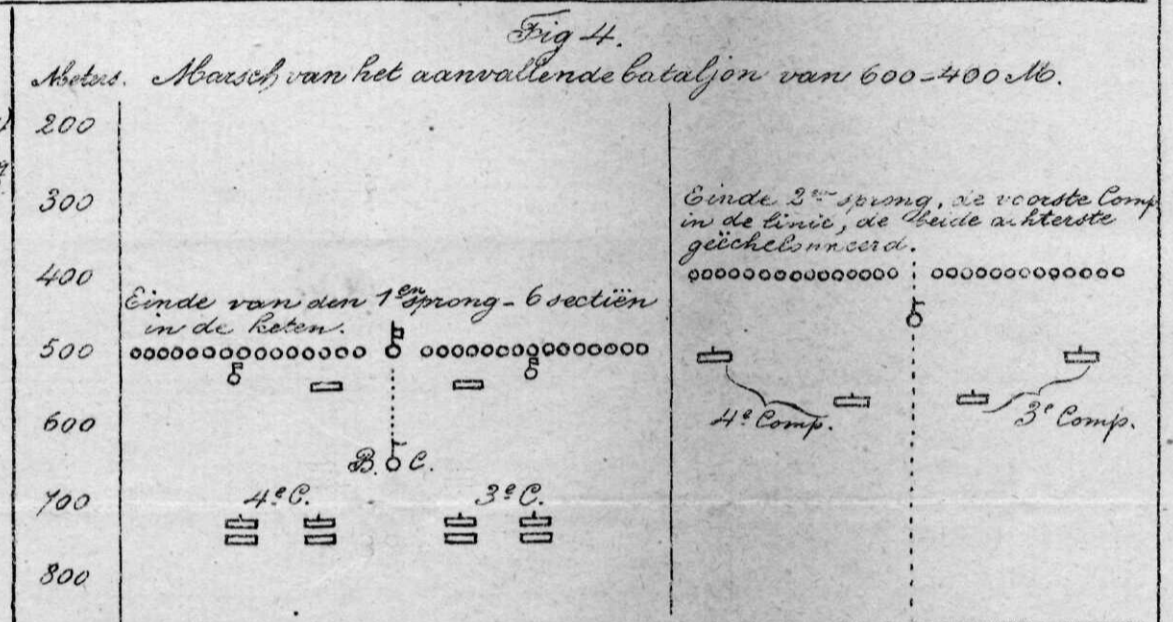 Fig 4.
Meters. Marsch van het aanvallende bataljon van 600-400 M.
200
300
400
500
600
700
800
Einde van den 1en sprong - 6 sectiën
in de keten.
B. C.
4e C. 3e C.
Einde 2en sprong, de voorste Comp
in de linie, de beide achterste
geëchelonneerd.
4e Comp. 3e Comp.